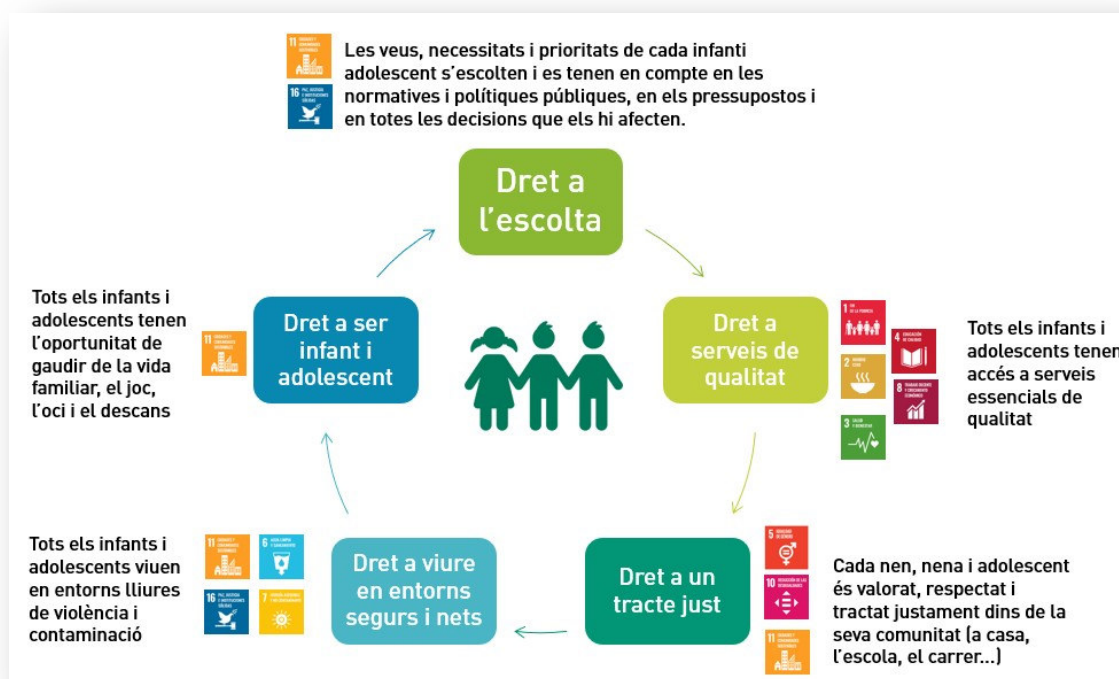 11
Les veus, necessitats i prioritats de cada infanti
adolescent s'escolten i es tenen en compte en les
normatives i polítiques públiques, en els pressupostos i
en totes les decisions que els hi afecten.
16
Dret a
l'escolta
Tots els infants i
adolescents tenen
l'oportunitat de
gaudir de la vida
familiar, el joc,
l'oci i el descans
11
Dret a ser
infant i
adolescent
Dret a
serveis de
qualitat
1
4
2
8
3
Tots els infants i
adolescents tenen
accés a serveis
essencials de
qualitat
Tots els infants i
adolescents viuen
en entorns lliures
de violència i
contaminació
11
6
16
7
Dret a viure
en entorns
segurs i nets
Dret a un
tracte just
5
10
11
Cada nen, nena i adolescent
és valorat, respectat i
tractat justament dins de la
seva comunitat (a casa,
l'escola, el carrer...)